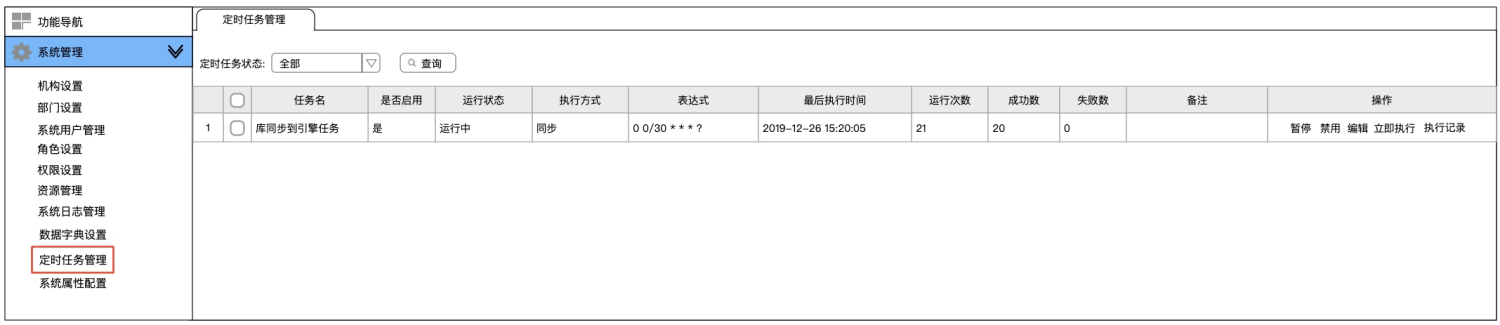 功能导航
系统管理
机构设置
部门设置
系统用户管理
角色设置
权限设置
资源管理
系统日志管理
数据字典设置
定时任务管理
系统属性配置
定时任务管理
定时任务状态: 全部 查询
任务名 是否启用 运行状态 执行方式 表达式 最后执行时间 运行次数 成功数 失败数 备注 操作
1 库同步到引擎任务 是 运行中 同步 0 0/30 * * * ? 2019-12-26 15:20:05 21 20 0 暂停 禁用 编辑 立即执行 执行记录